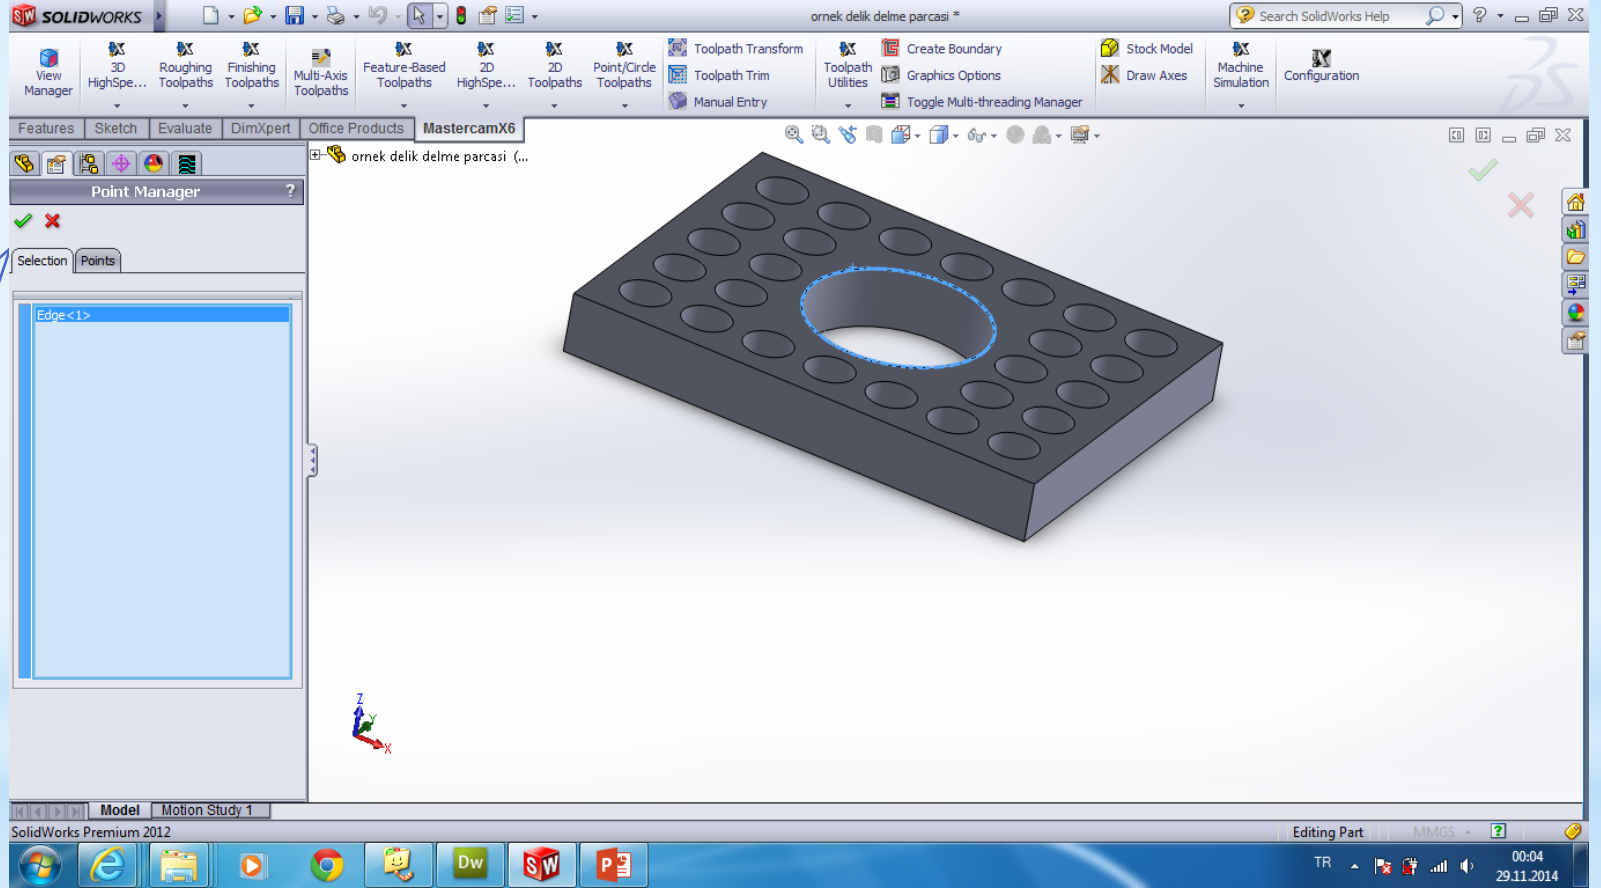 SW SOLIDWORKS
ornek delik delme parcasi *
Search SolidWorks Help
View Manager
3D HighSpe...
Roughing Toolpaths
Finishing Toolpaths
Multi-Axis Toolpaths
Feature-Based Toolpaths
2D HighSpe...
2D Toolpaths
Point/Circle Toolpaths
Toolpath Transform
Toolpath Trim
Manual Entry
Toolpath Utilities
Create Boundary
Graphics Options
Toggle Multi-threading Manager
Stock Model
Draw Axes
Machine Simulation
Configuration
Features
Sketch
Evaluate
DimXpert
Office Products
MastercamX6
ornek delik delme parcasi (...
Point Manager
?
Selection
Points
Edge<1>
Z
Y
X
Model
Motion Study 1
SolidWorks Premium 2012
Editing Part
MMGS
?
Dw
SW
P
TR
00:04
29.11.2014